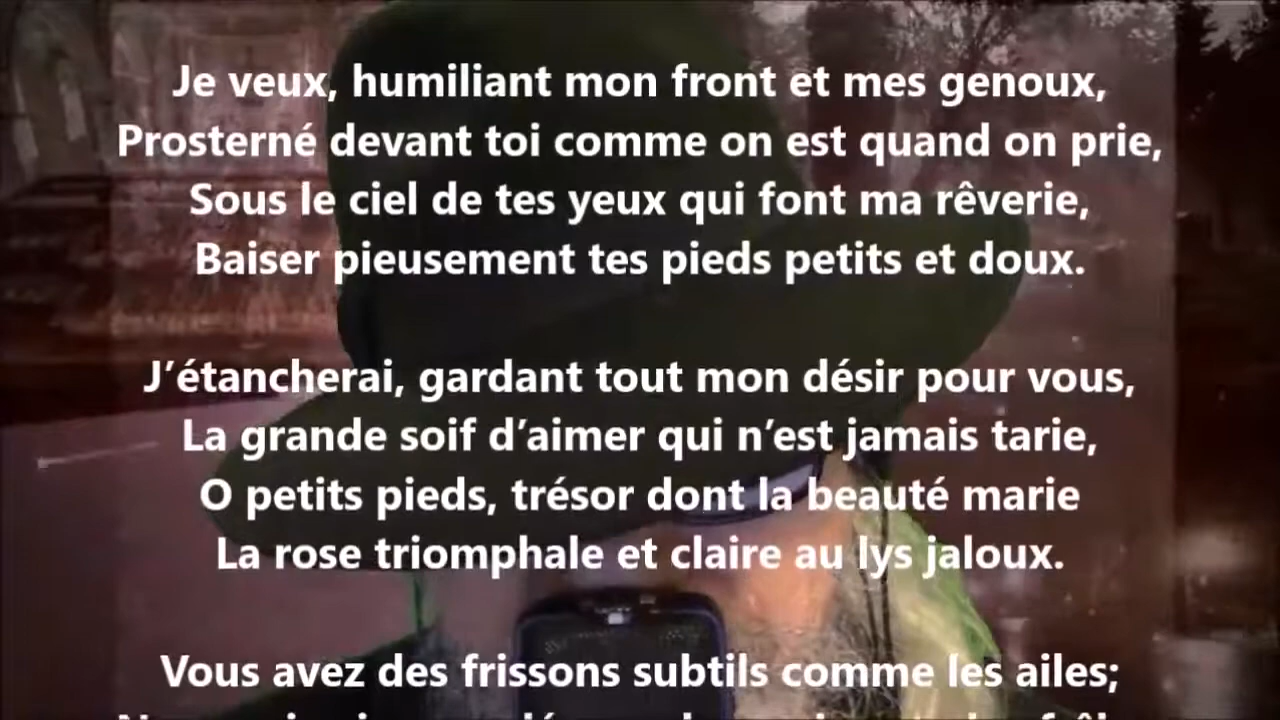 Je veux, humiliant mon front et mes genoux,
Prosterné devant toi comme on est quand on prie,
Sous le ciel de tes yeux qui font ma rêverie,
Baiser pieusement tes pieds petits et doux.
J’étancherai, gardant tout mon désir pour vous,
La grande soif d’aimer qui n’est jamais tarie,
O petits pieds, trésor dont la beauté marie
La rose triomphale et claire au lys jaloux.
Vous avez des frissons subtils comme les ailes;